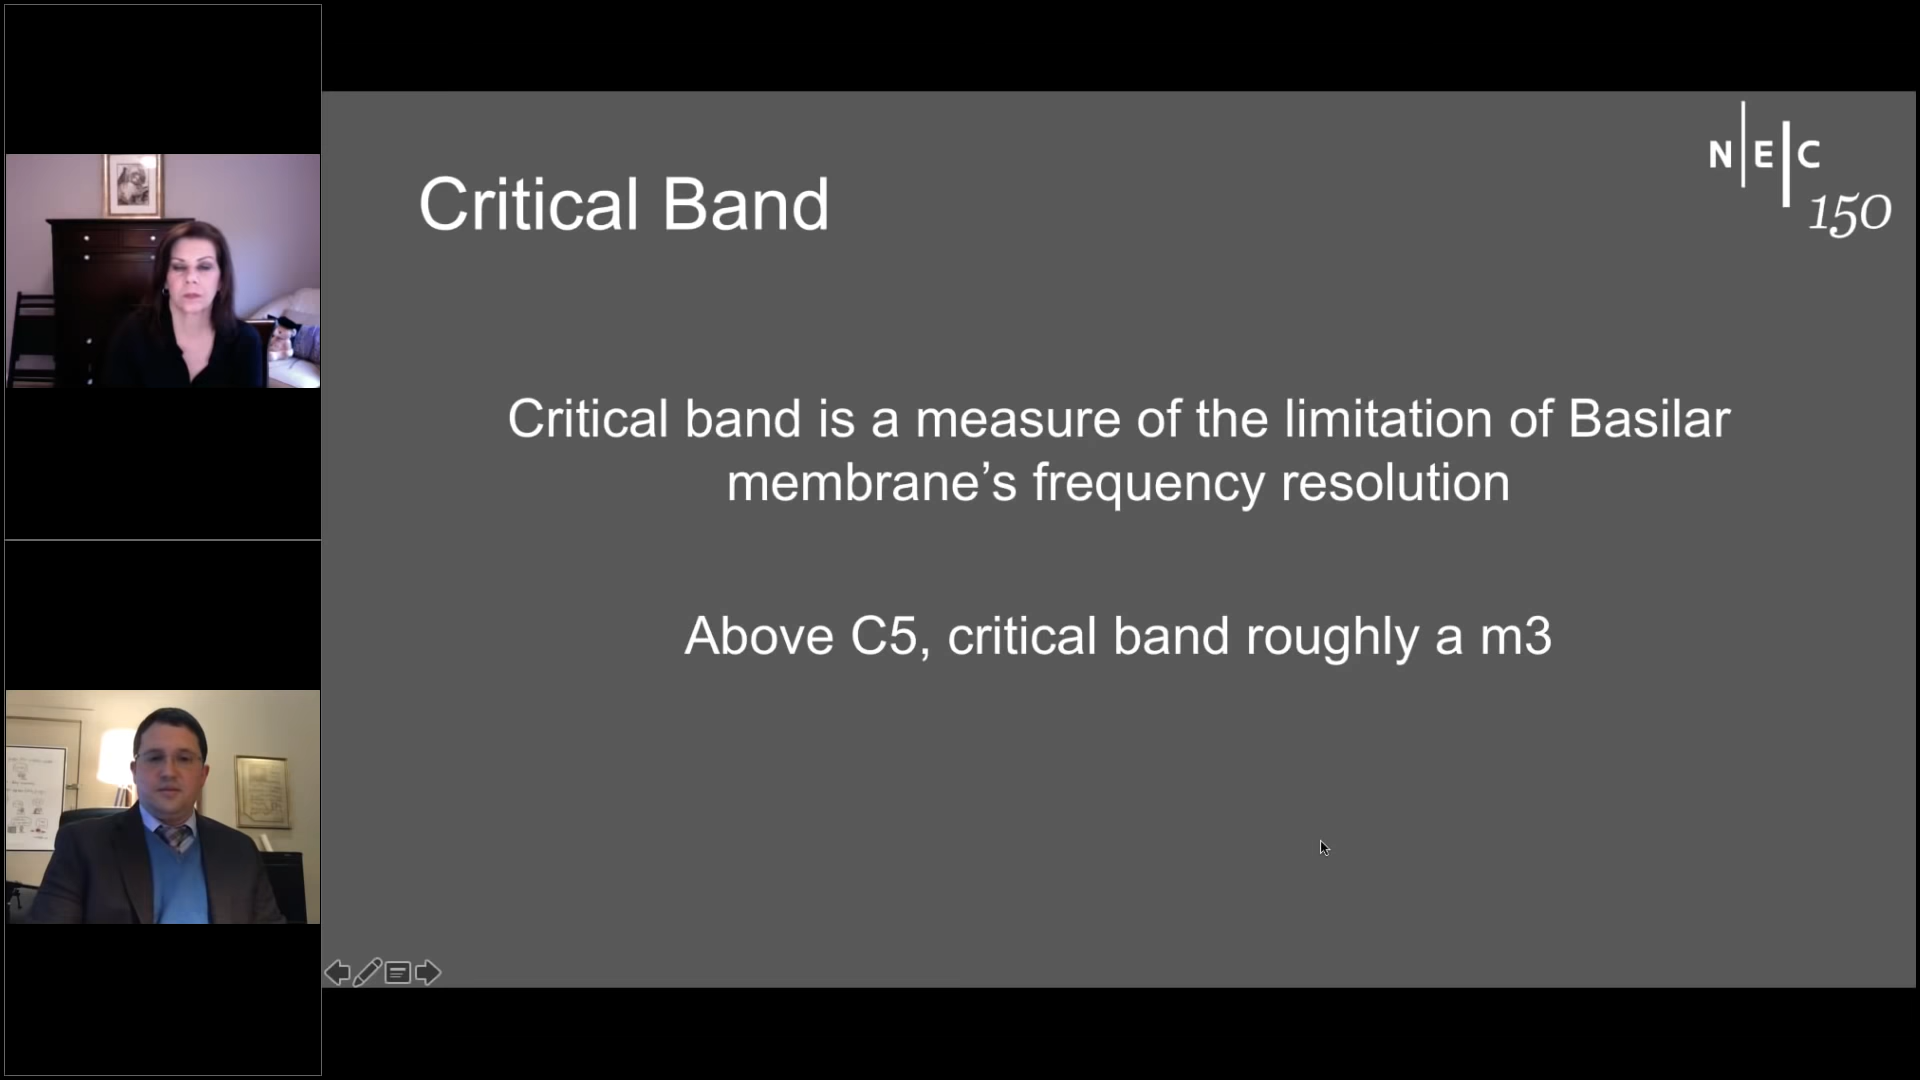 Critical Band
N E C
150
Critical band is a measure of the limitation of Basilar
membrane’s frequency resolution
Above C5, critical band roughly a m3